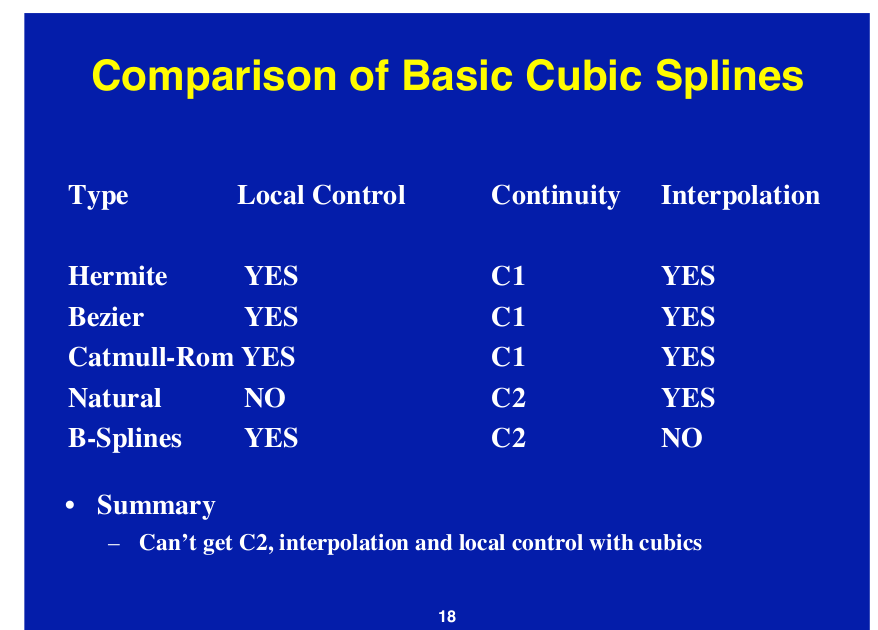 Comparison of Basic Cubic Splines
Type Local Control Continuity Interpolation
Hermite YES C1 YES
Bezier YES C1 YES
Catmull-Rom YES C1 YES
Natural NO C2 YES
B-Splines YES C2 NO
• Summary
– Can't get C2, interpolation and local control with cubics
18